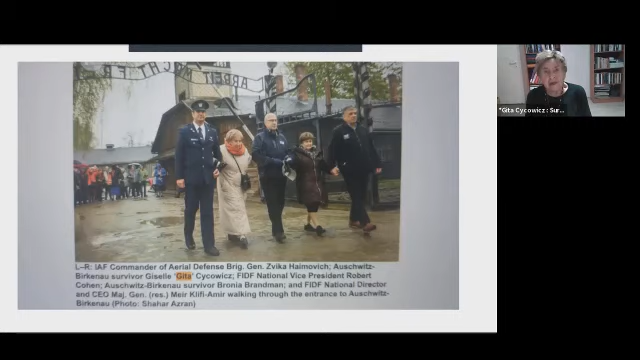 ARBEIT MACHT FREI
L–R: IAF Commander of Aerial Defense Brig. Gen. Zvika Haimovich; Auschwitz-
Birkenau survivor Giselle 'Gita' Cycowicz; FIDF National Vice President Robert
Cohen; Auschwitz-Birkenau survivor Bronia Brandman; and FIDF National Director
and CEO Maj. Gen. (res.) Meir Klifi-Amir walking through the entrance to Auschwitz-
Birkenau (Photo: Shahar Azran)
"Gita Cycowicz: Sur...